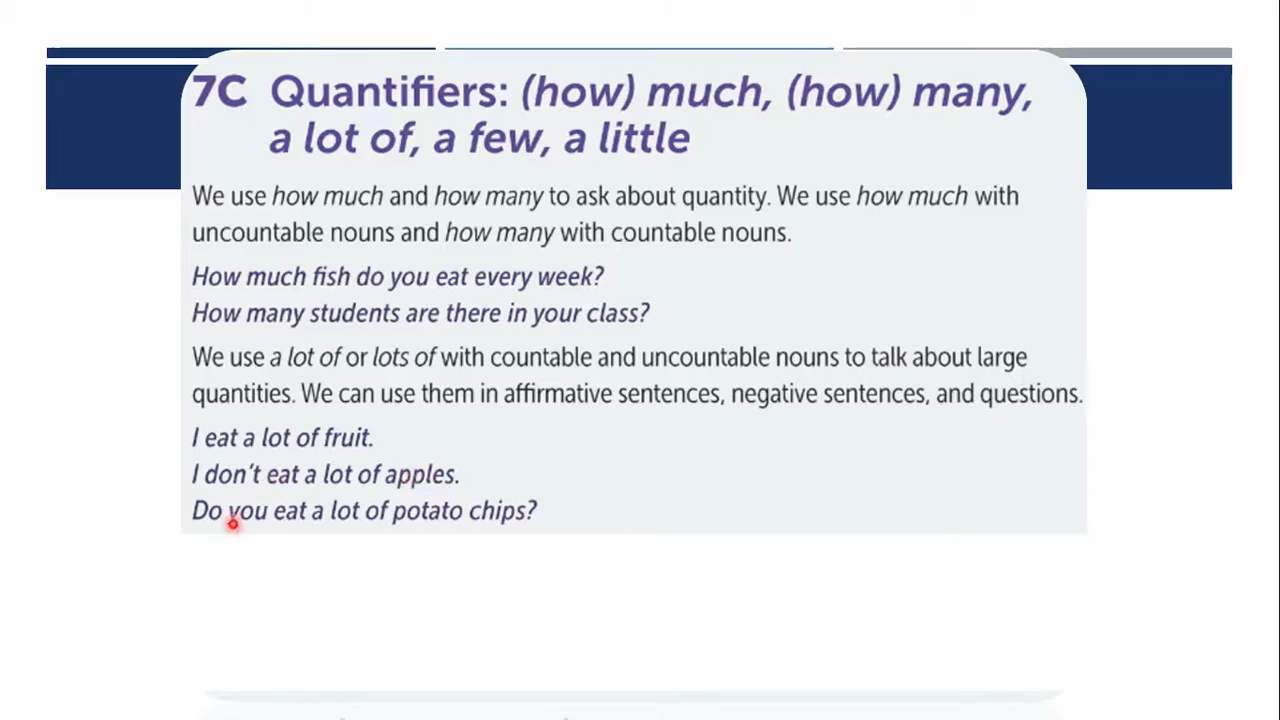 7C Quantifiers: (how) much, (how) many,
a lot of, a few, a little
We use how much and how many to ask about quantity. We use how much with
uncountable nouns and how many with countable nouns.
How much fish do you eat every week?
How many students are there in your class?
We use a lot of or lots of with countable and uncountable nouns to talk about large
quantities. We can use them in affirmative sentences, negative sentences, and questions.
I eat a lot of fruit.
I don't eat a lot of apples.
Do you eat a lot of potato chips?